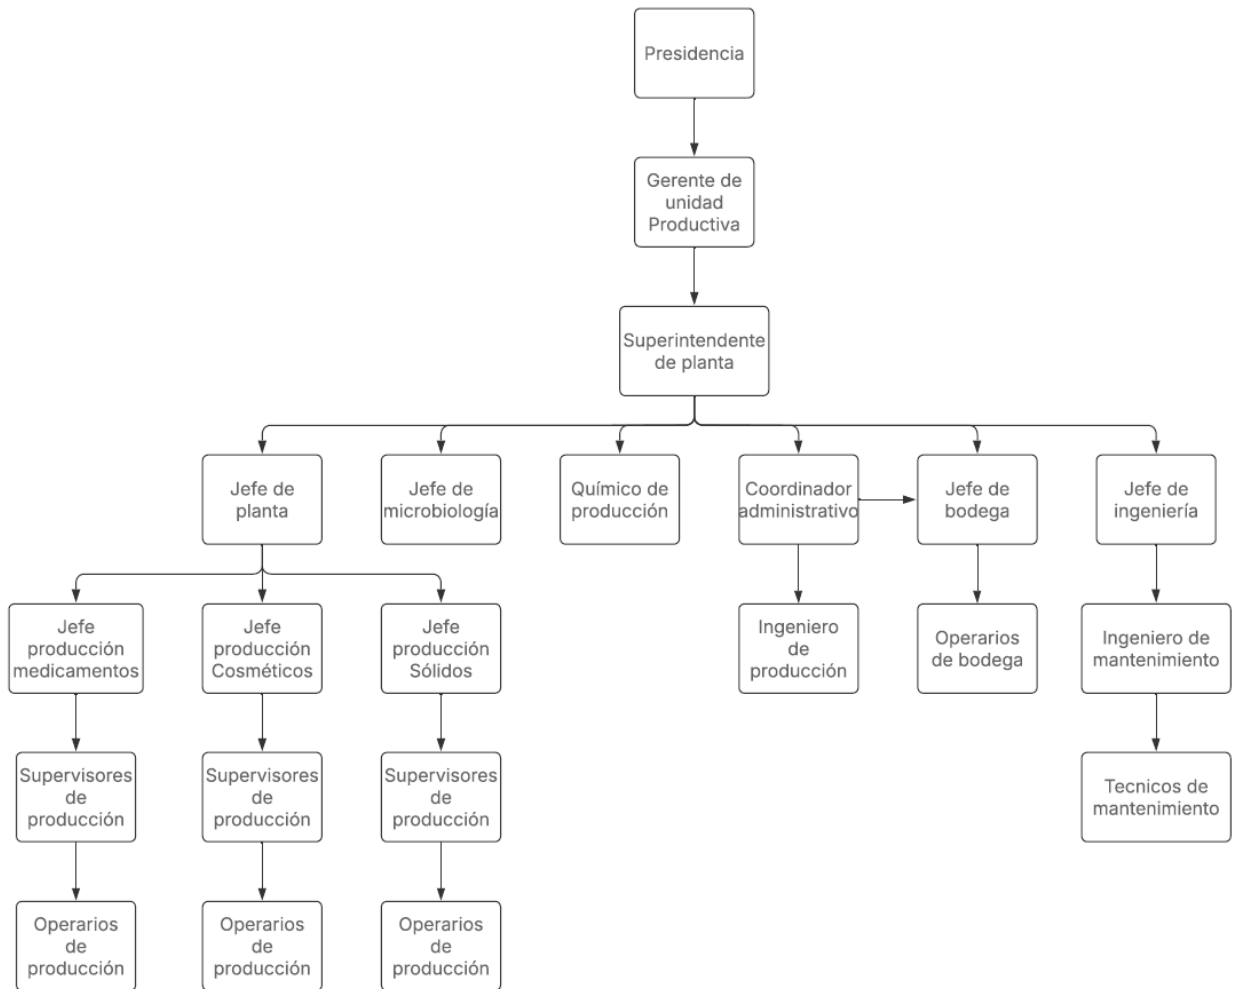 Presidencia
Gerente de
unidad
Productiva
Superintendente
de planta
Jefe de
planta
Jefe de
microbiología
Químico de
producción
Coordinador
administrativo
Jefe de
bodega
Jefe de
ingeniería
Jefe
producción
medicamentos
Jefe
producción
Cosméticos
Jefe
producción
Sólidos
Ingeniero
de
producción
Operarios
de bodega
Ingeniero de
mantenimiento
Supervisores
de
producción
Supervisores
de
producción
Supervisores
de
producción
Tecnicos de
mantenimiento
Operarios
de
producción
Operarios
de
producción
Operarios
de
producción